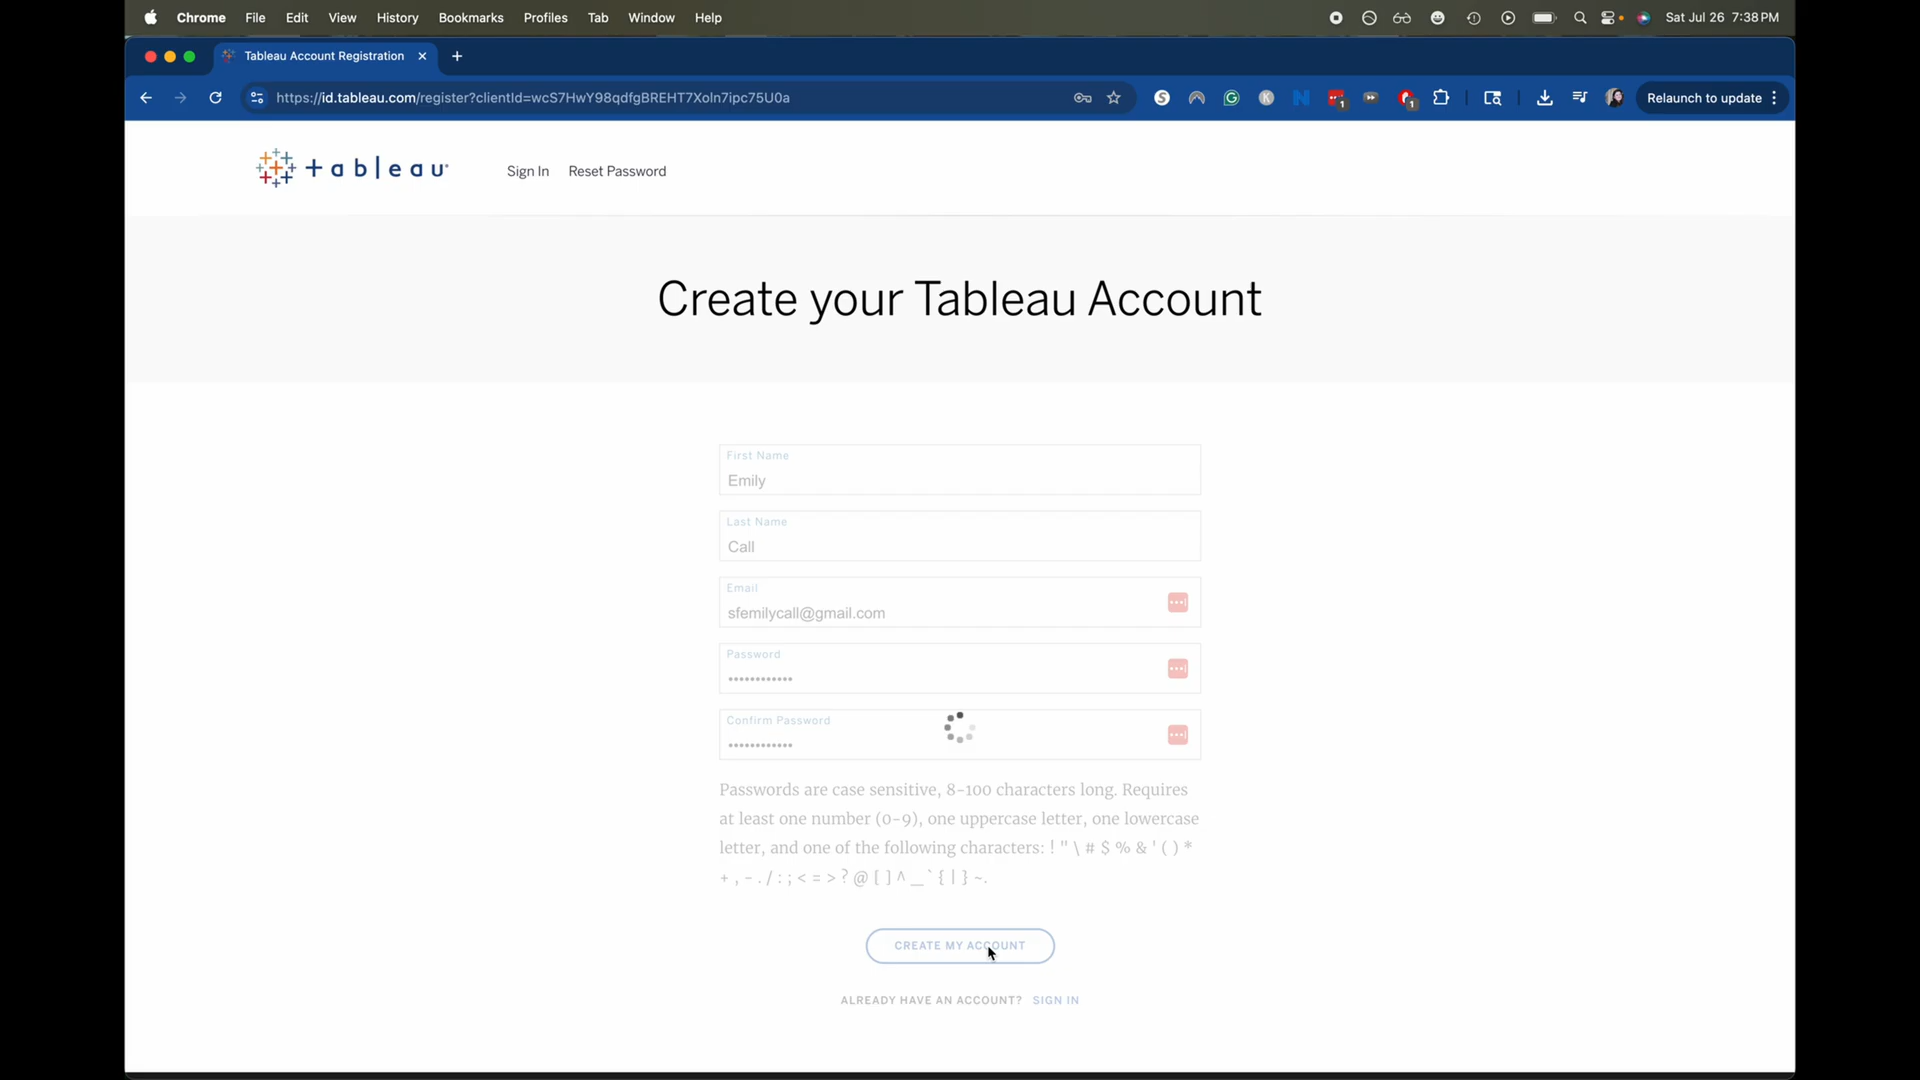 Chrome File Edit View History Bookmarks Profiles Tab Window Help Sat Jul 26 7:38 PM
Tableau Account Registration
https://id.tableau.com/register?clientId=wcS7HwY98qdfgBREHT7Xoln7ipc75U0a
1
1
Relaunch to update
+ a b l e a u
Sign In Reset Password
Create your Tableau Account
First Name
Emily
Last Name
Call
Email
sfemilycall@gmail.com
Password
••••••••••••
Confirm Password
••••••••••••
Passwords are case sensitive, 8-100 characters long. Requires
at least one number (0-9), one uppercase letter, one lowercase
letter, and one of the following characters: ! " \ # $ % & ' ( ) *
+ , - . / : ; < = > ? @ [ ] ^ _ ` { | } ~.
CREATE MY ACCOUNT
ALREADY HAVE AN ACCOUNT? SIGN IN